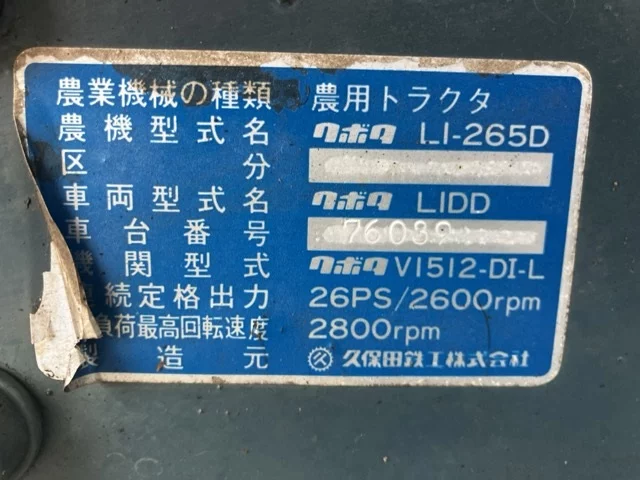 農業機械の種類 農用トラクタ
農機型式名 クボタ L1-265D
区分
車両型式名 クボタ L1DD
車台番号 76039
機関型式 クボタ V1512-DI-L
続定格出力 26PS/2600rpm
負荷最高回転速度 2800rpm
製造元 久保田鉄工株式会社